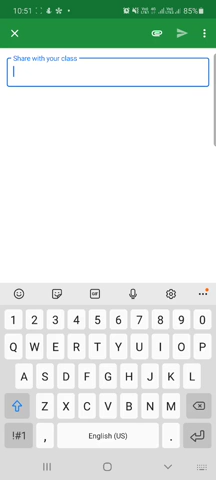 10:51
85%
Share with your class
GIF
1 2 3 4 5 6 7 8 9 0
Q W E R T Y U I O P
A S D F G H J K L
Z X C V B N M
!#1 , English (US) .